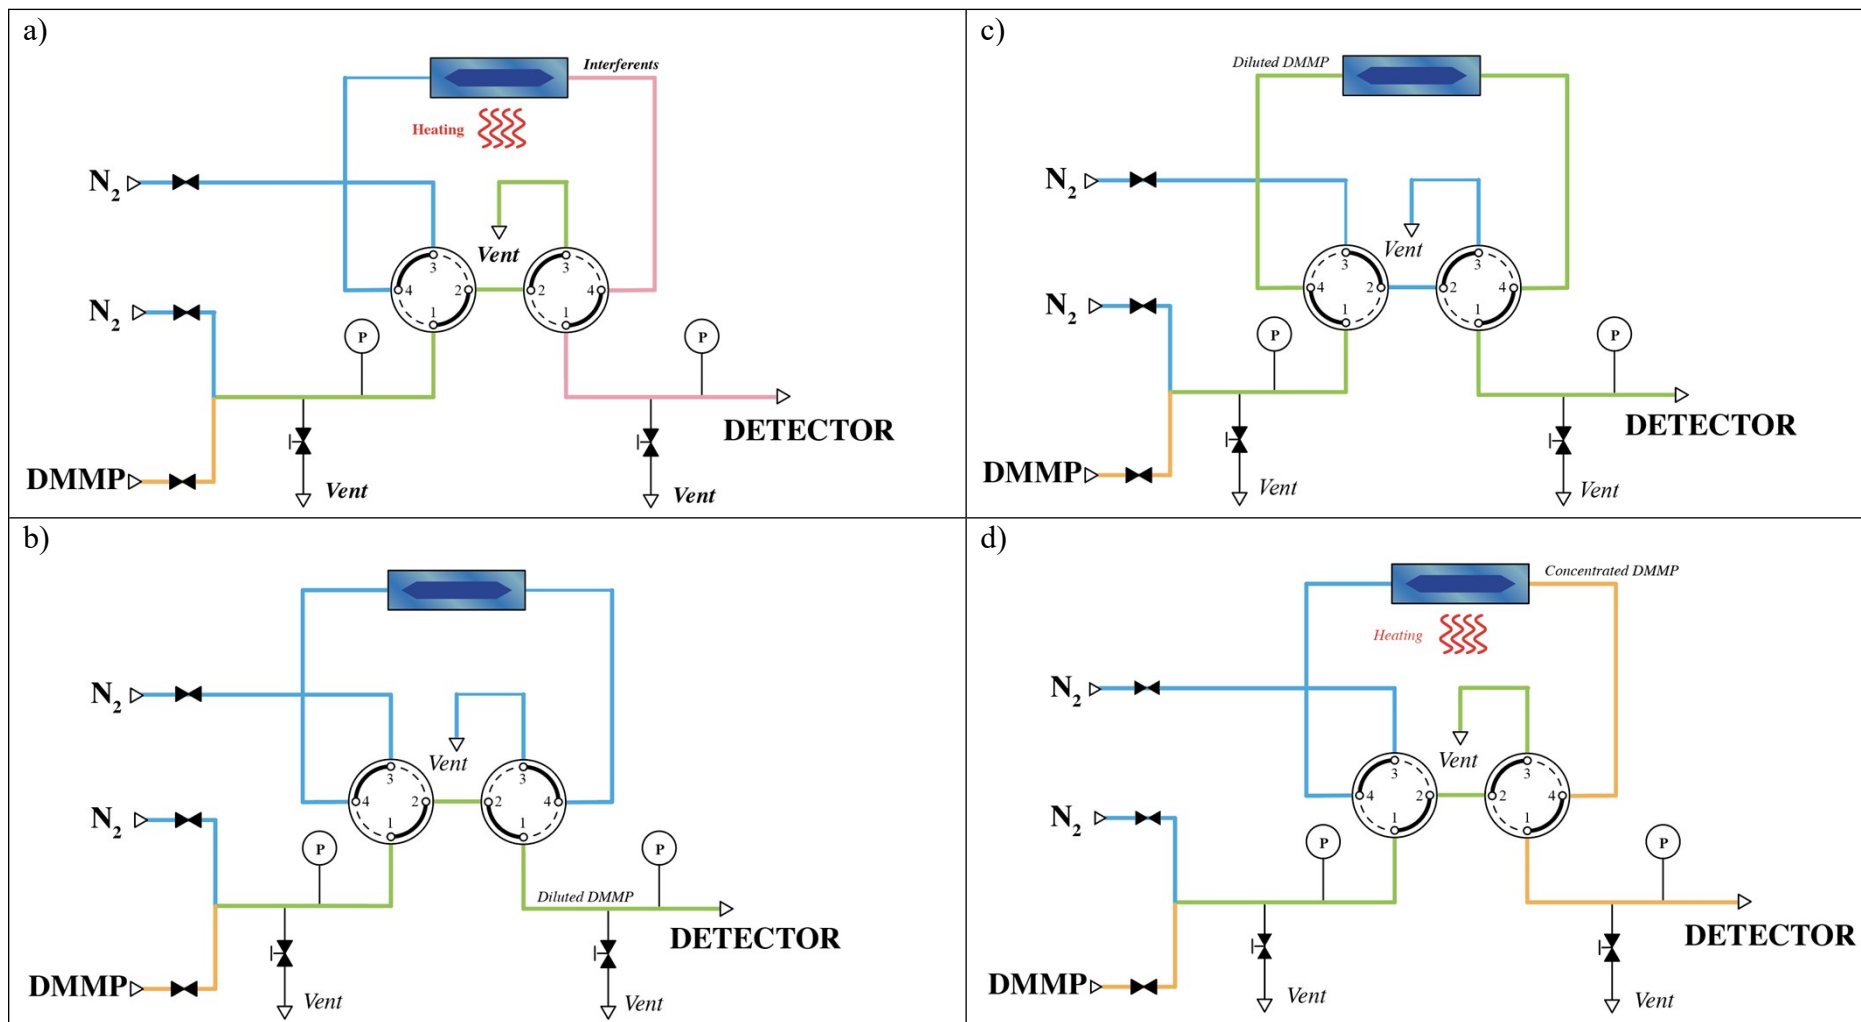 a)
Interferents
Heating
N2
Vent
3
3
4
2
2
4
1
1
N2
P
P
DETECTOR
DMMP
Vent
Vent
c)
Diluted DMMP
N2
Vent
3
3
4
2
2
4
1
1
N2
P
P
DETECTOR
DMMP
Vent
Vent
b)
N2
Vent
3
3
4
2
2
4
1
1
N2
P
P
Diluted DMMP
DETECTOR
DMMP
Vent
Vent
d)
Concentrated DMMP
Heating
N2
Vent
3
3
4
2
2
4
1
1
N2
P
P
DETECTOR
DMMP
Vent
Vent